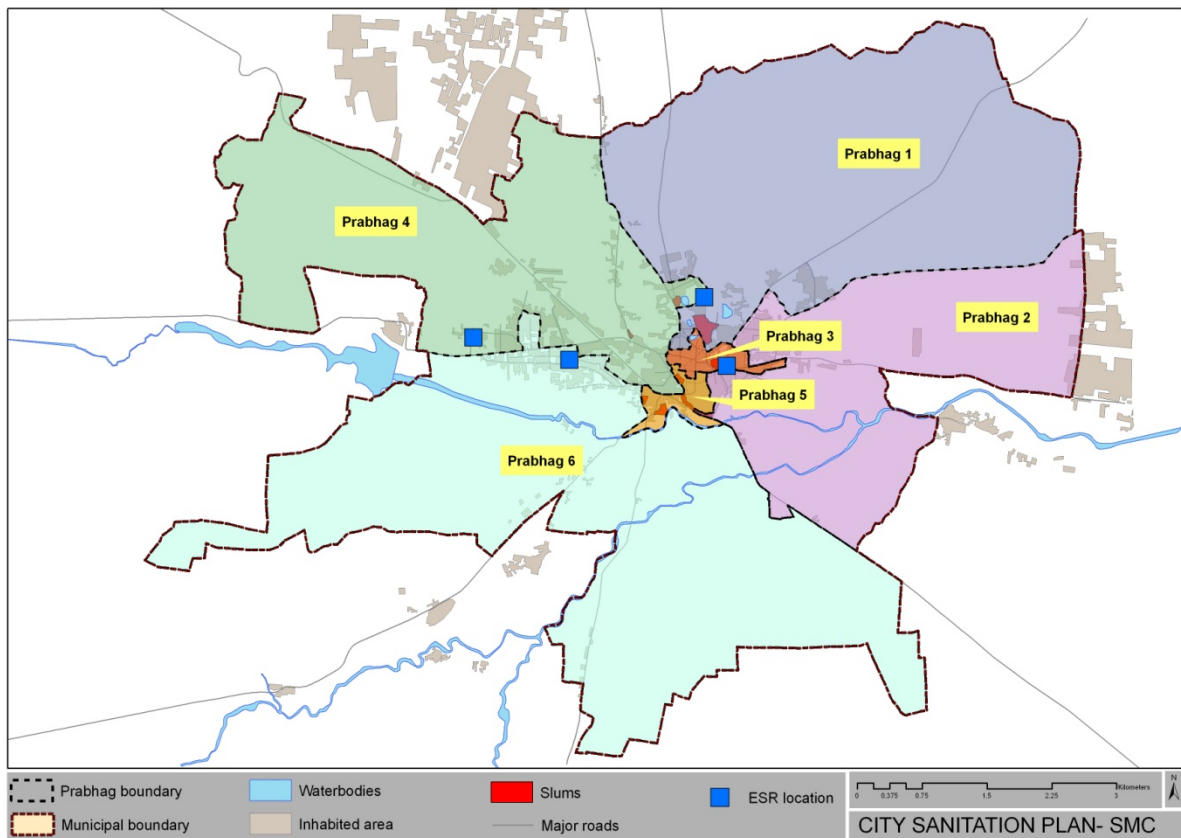 Prabhag 1
Prabhag 4
Prabhag 2
Prabhag 3
Prabhag 5
Prabhag 6
Prabhag boundary
Waterbodies
Slums
ESR location
Municipal boundary
Inhabited area
Major roads
Kilometers
0 0.375 0.75 1.5 2.25 3
N
CITY SANITATION PLAN- SMC